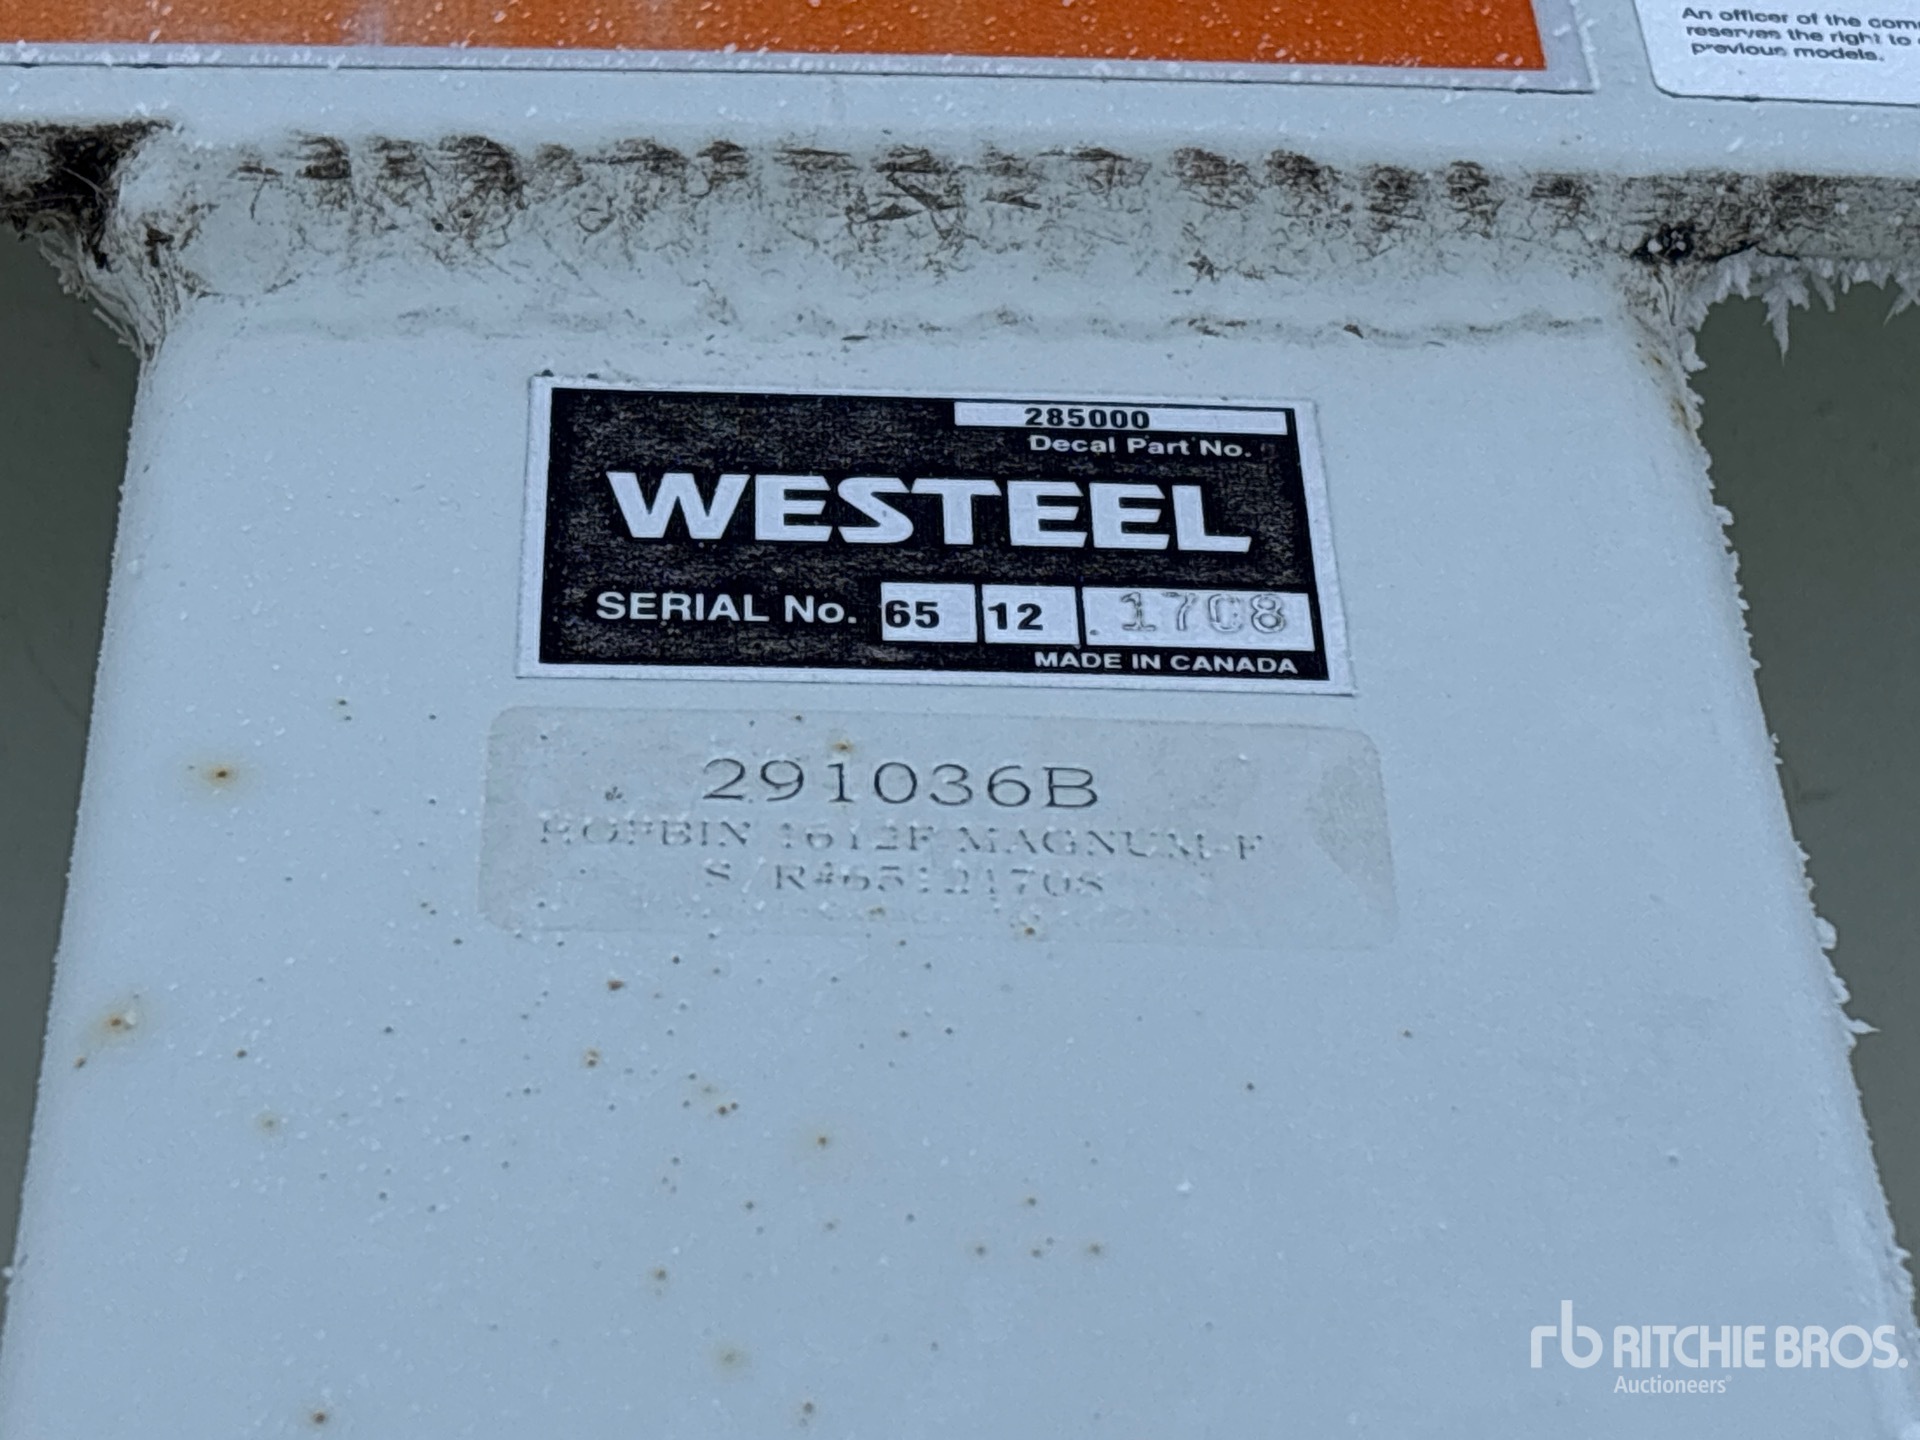 An officer of the com
reserves the right to
previous models.
285000
Decal Part No.
WESTEEL
SERIAL No. 65 12 1708
MADE IN CANADA
291036B
HOPBIN 1612F MAGNUM-F
S/R#65121708
rb RITCHIE BROS.
Auctioneers